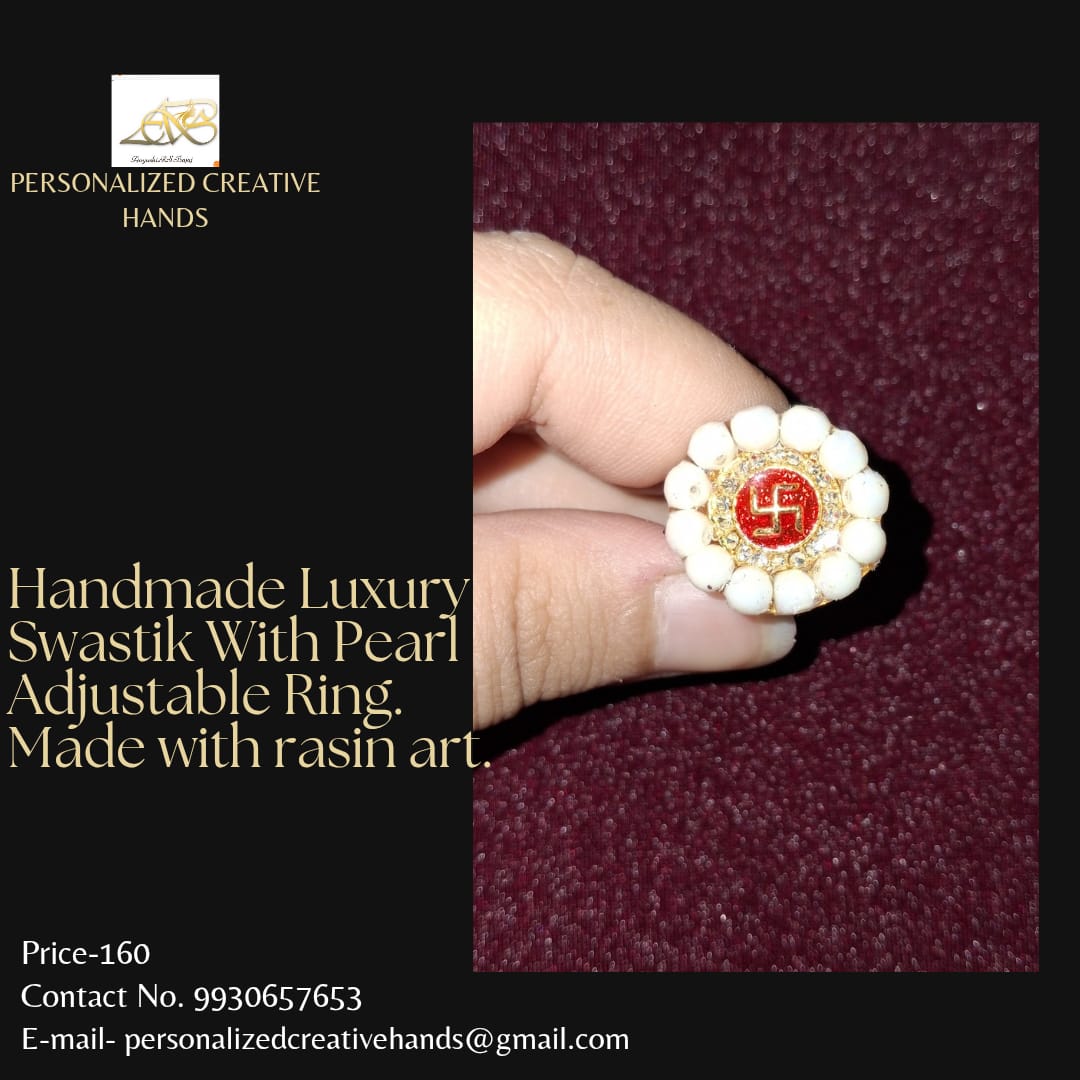 PERSONALIZED CREATIVE
HANDS
Handmade Luxury
Swastik With Pearl
Adjustable Ring.
Made with rasin art.
Price-160
Contact No. 9930657653
E-mail- personalizedcreativehands@gmail.com